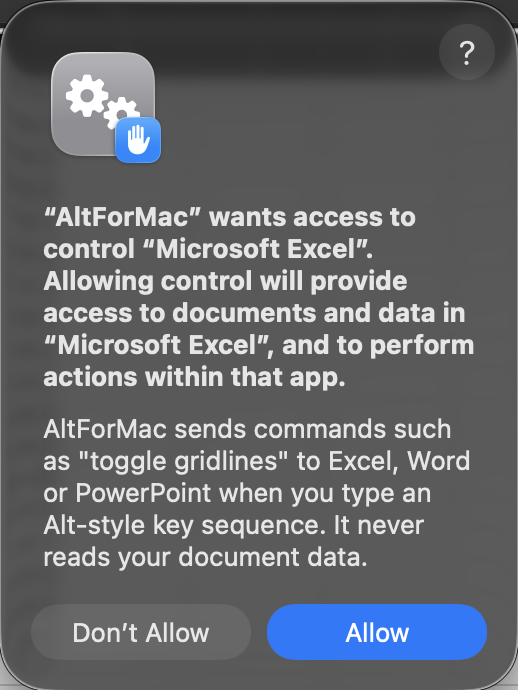 ?
“AltForMac” wants access to
control “Microsoft Excel”.
Allowing control will provide
access to documents and data in
“Microsoft Excel”, and to perform
actions within that app.
AltForMac sends commands such
as "toggle gridlines" to Excel, Word
or PowerPoint when you type an
Alt-style key sequence. It never
reads your document data.
Don’t Allow
Allow